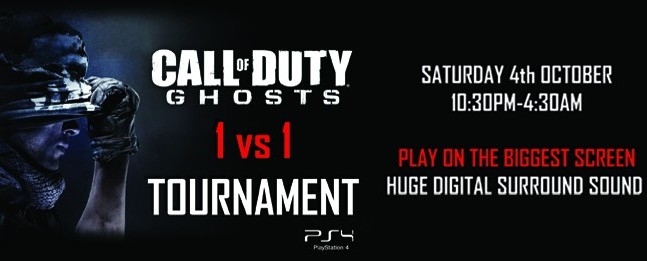 CALL OF DUTY
GHOSTS
1 vs 1
TOURNAMENT
PS4
PlayStation 4
SATURDAY 4th OCTOBER
10:30PM-4:30AM
PLAY ON THE BIGGEST SCREEN
HUGE DIGITAL SURROUND SOUND